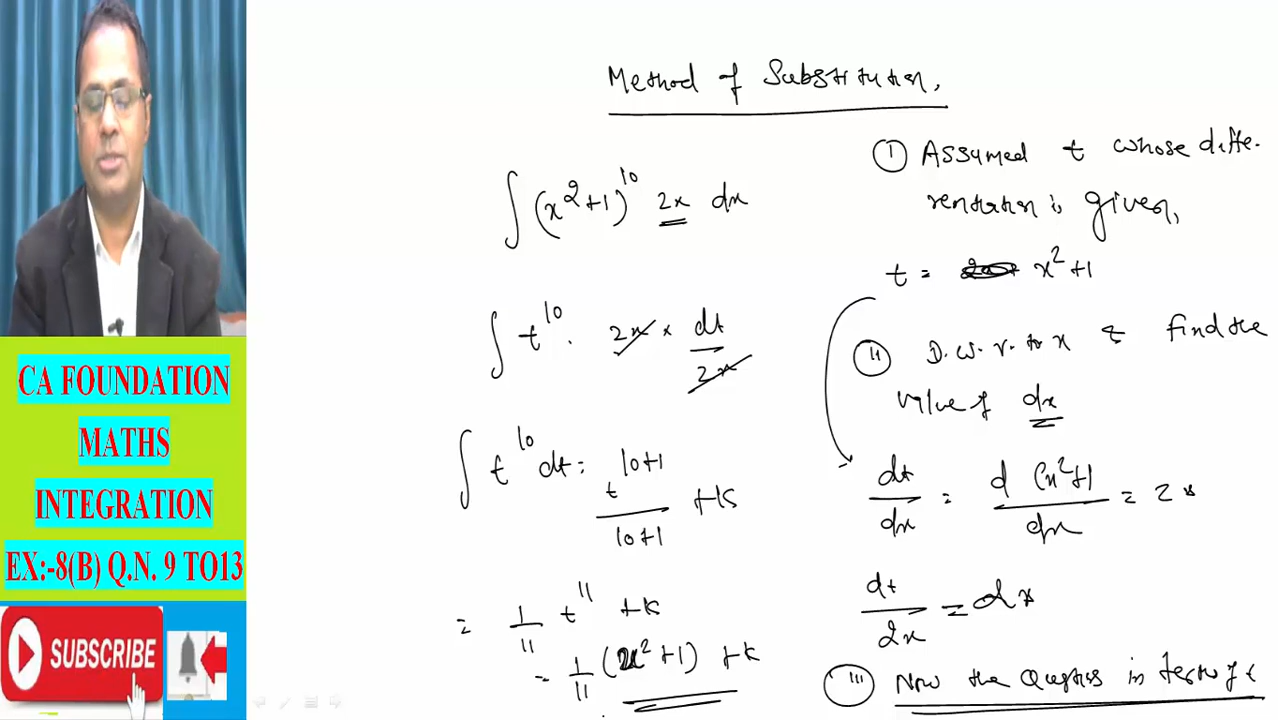 Method of Substitution.
∫(x²+1)¹⁰ 2x dx
∫ t¹⁰. 2x × dt/2x
∫ t¹⁰ dt = t¹⁰⁺¹/10+1 + K
= 1/11 t¹¹ + K
= 1/11 (x²+1) + K
I Assumed t whose diffe-
rentiation is given,
t = x²+1
II D.w.r. to x & find the
value of dx
dt/dx = d(x²+1)/dx = 2x
dt/2x = dx
III Now the Question in term of t
CA FOUNDATION
MATHS
INTEGRATION
EX:-8(B) Q.N. 9 TO13
SUBSCRIBE